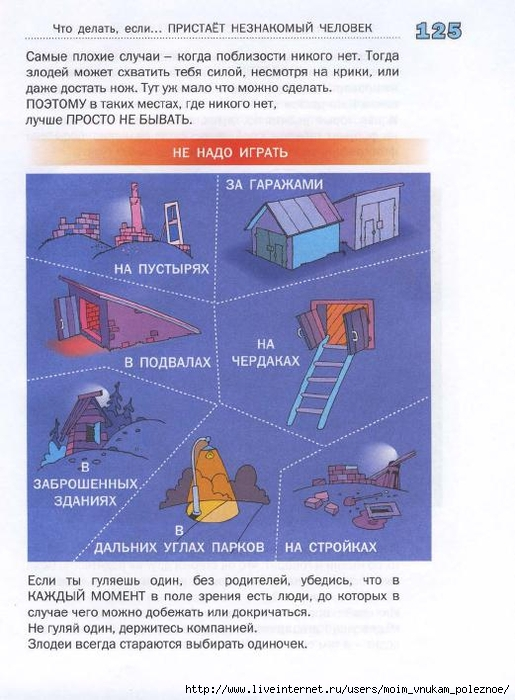 Что делать, если... ПРИСТАЁТ НЕЗНАКОМЫЙ ЧЕЛОВЕК 125
Самые плохие случаи – когда поблизости никого нет. Тогда
злодей может схватить тебя силой, несмотря на крики, или
даже достать нож. Тут уж мало что можно сделать.
ПОЭТОМУ в таких местах, где никого нет,
лучше ПРОСТО НЕ БЫВАТЬ.
НЕ НАДО ИГРАТЬ
ЗА ГАРАЖАМИ
НА ПУСТЫРЯХ
В ПОДВАЛАХ
НА
ЧЕРДАКАХ
В
ЗАБРОШЕННЫХ
ЗДАНИЯХ
В
ДАЛЬНИХ УГЛАХ ПАРКОВ
НА СТРОЙКАХ
Если ты гуляешь один, без родителей, убедись, что в
КАЖДЫЙ МОМЕНТ в поле зрения есть люди, до которых в
случае чего можно добежать или докричаться.
Не гуляй один, держитесь компанией.
Злодеи всегда стараются выбирать одиночек.
http://www.liveinternet.ru/users/moim_vnukam_poleznoe/